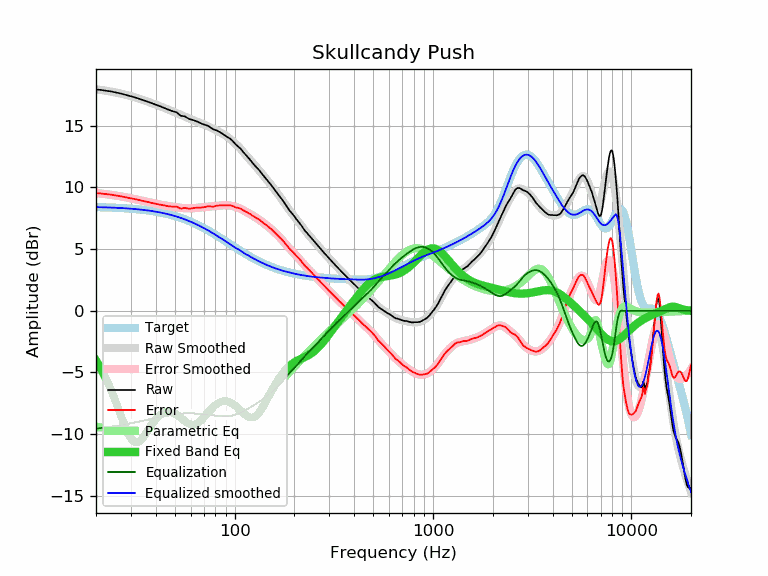 Skullcandy Push
Amplitude (dBr)
15
10
5
0
−5
−10
−15
Target
Raw Smoothed
Error Smoothed
Raw
Error
Parametric Eq
Fixed Band Eq
Equalization
Equalized smoothed
100 1000 10000
Frequency (Hz)